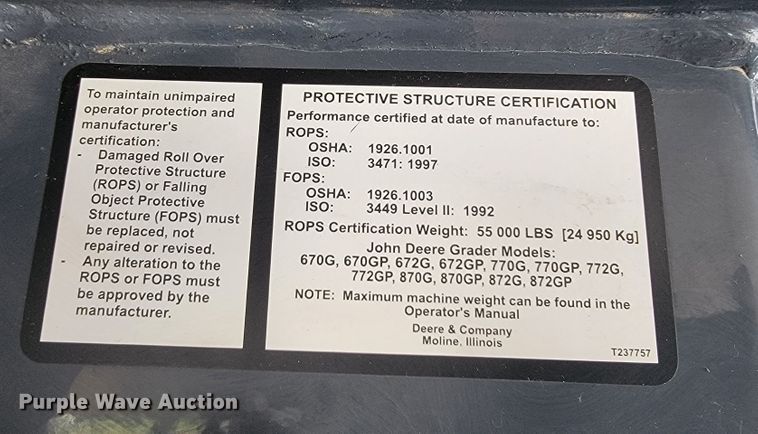 To maintain unimpaired
operator protection and
manufacturer's
certification:
- Damaged Roll Over
Protective Structure
(ROPS) or Falling
Object Protective
Structure (FOPS) must
be replaced, not
repaired or revised.
- Any alteration to the
ROPS or FOPS must
be approved by the
manufacturer.
PROTECTIVE STRUCTURE CERTIFICATION
Performance certified at date of manufacture to:
ROPS:
OSHA: 1926.1001
ISO: 3471: 1997
FOPS:
OSHA: 1926.1003
ISO: 3449 Level II: 1992
ROPS Certification Weight: 55 000 LBS [24 950 Kg]
John Deere Grader Models:
670G, 670GP, 672G, 672GP, 770G, 770GP, 772G,
772GP, 870G, 870GP, 872G, 872GP
NOTE: Maximum machine weight can be found in the
Operator's Manual
Deere & Company
Moline, Illinois
T237757
Purple Wave Auction